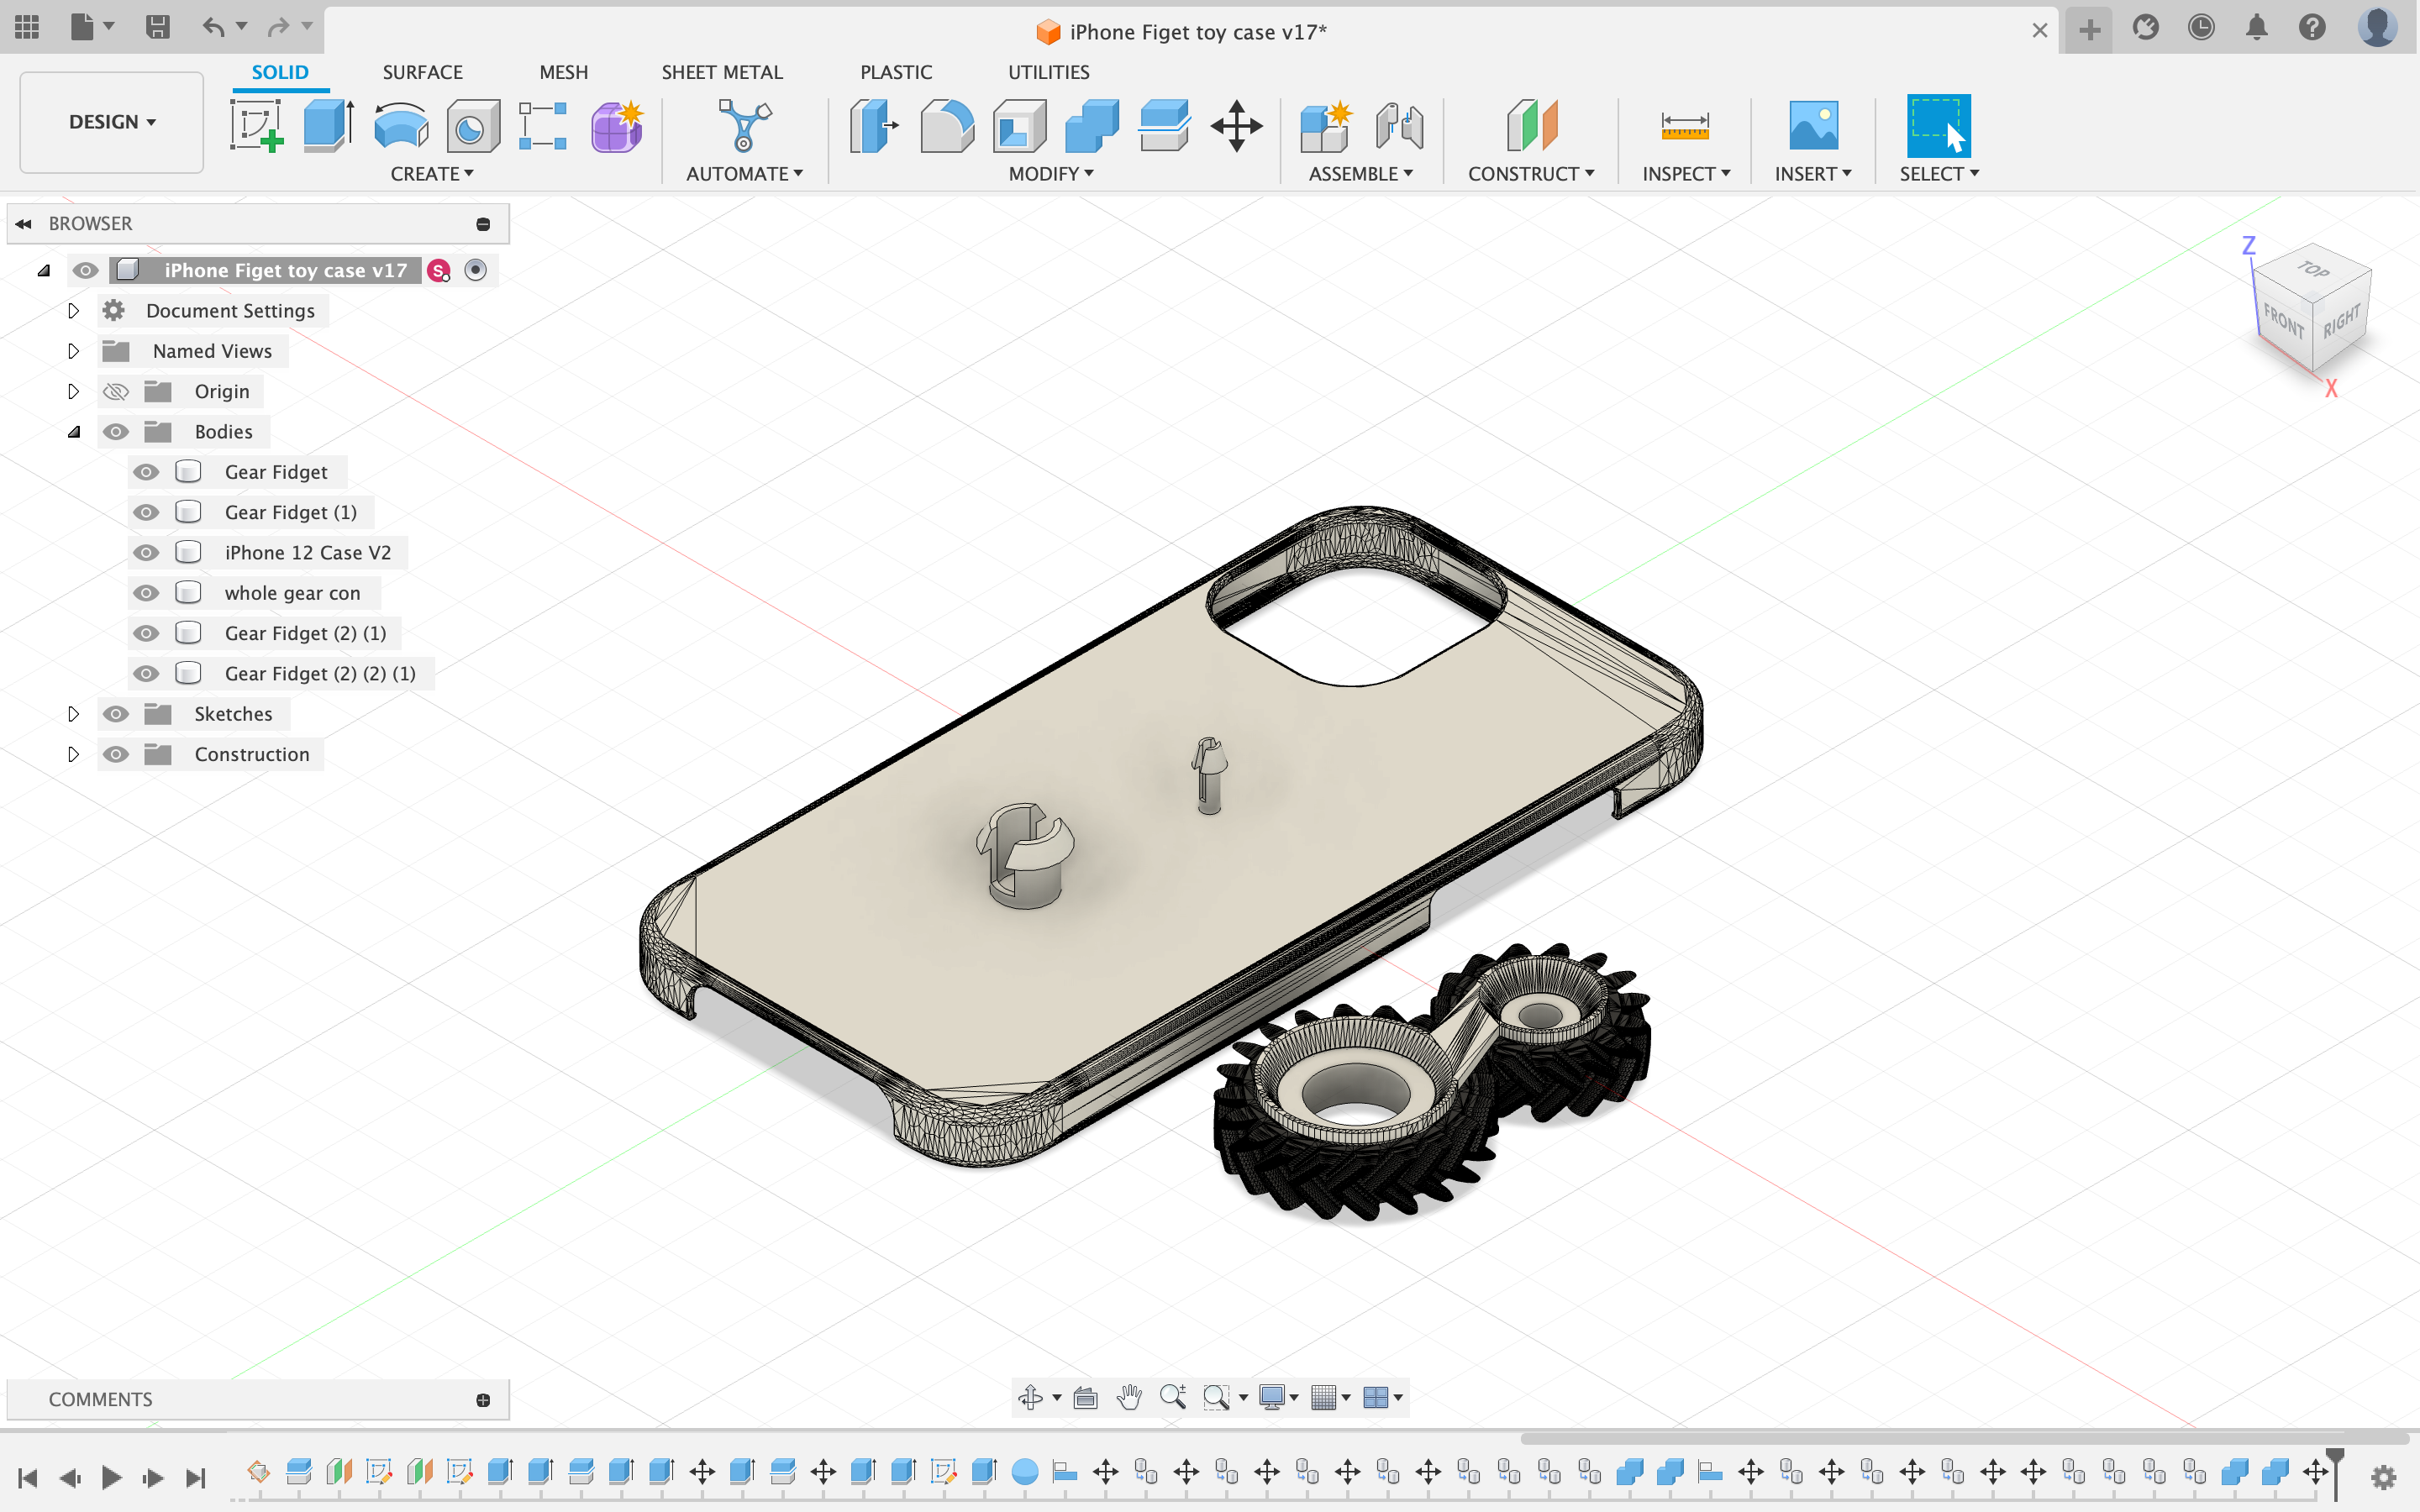 iPhone Figet toy case v17*
DESIGN
SOLID
SURFACE
MESH
SHEET METAL
PLASTIC
UTILITIES
CREATE
AUTOMATE
MODIFY
ASSEMBLE
CONSTRUCT
INSPECT
INSERT
SELECT
BROWSER
iPhone Figet toy case v17
S
Document Settings
Named Views
Origin
Bodies
Gear Fidget
Gear Fidget (1)
iPhone 12 Case V2
whole gear con
Gear Fidget (2) (1)
Gear Fidget (2) (2) (1)
Sketches
Construction
Z
TOP
FRONT
RIGHT
X
COMMENTS